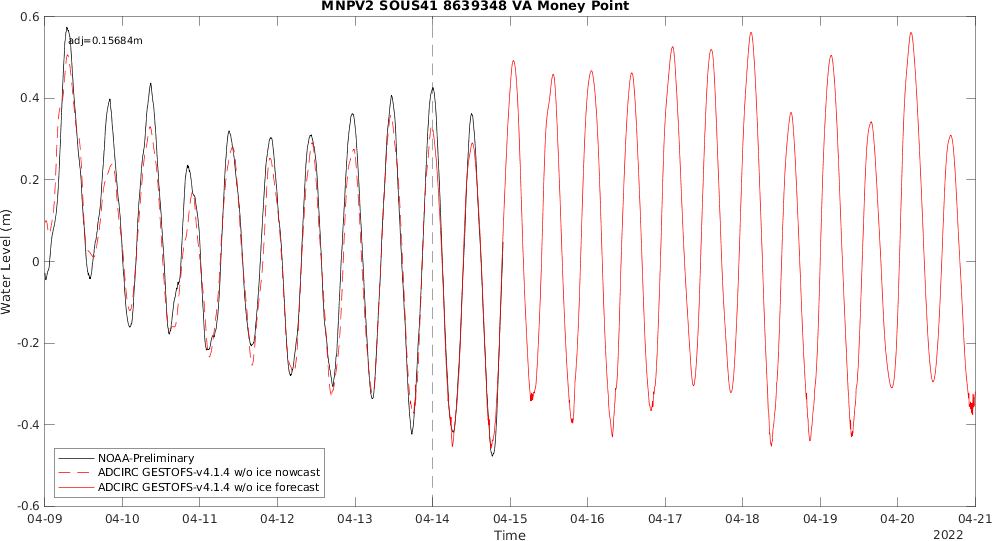 MNPV2 SOUS41 8639348 VA Money Point
adj=0.15684m
0.6
0.4
0.2
0
-0.2
-0.4
-0.6
Water Level (m)
NOAA-Preliminary
ADCIRC GESTOFS-v4.1.4 w/o ice nowcast
ADCIRC GESTOFS-v4.1.4 w/o ice forecast
04-09 04-10 04-11 04-12 04-13 04-14 04-15 04-16 04-17 04-18 04-19 04-20 04-21
Time
2022